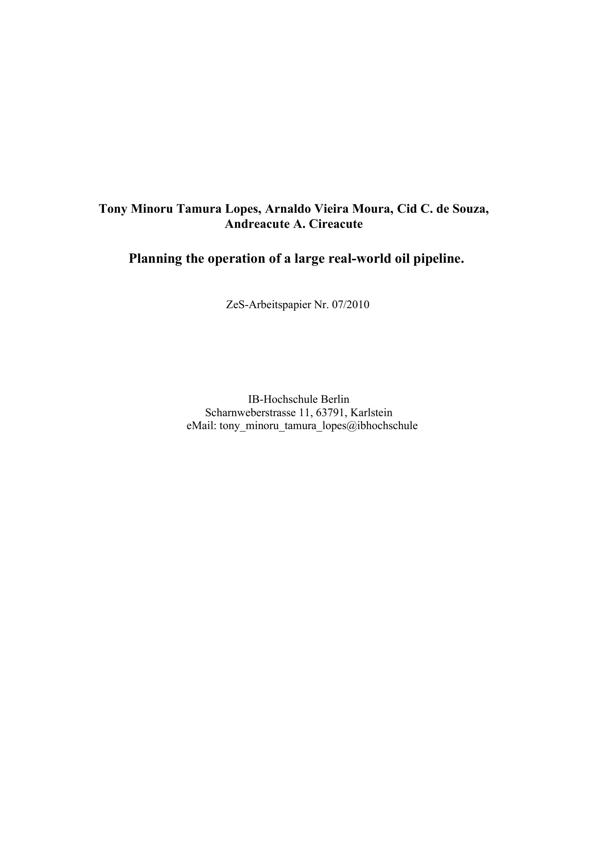 Tony Minoru Tamura Lopes, Arnaldo Vieira Moura, Cid C. de Souza,
Andreacute A. Cireacute
Planning the operation of a large real-world oil pipeline.
ZeS-Arbeitspapier Nr. 07/2010
IB-Hochschule Berlin
Scharnweberstrasse 11, 63791, Karlstein
eMail: tony_minoru_tamura_lopes@ibhochschule